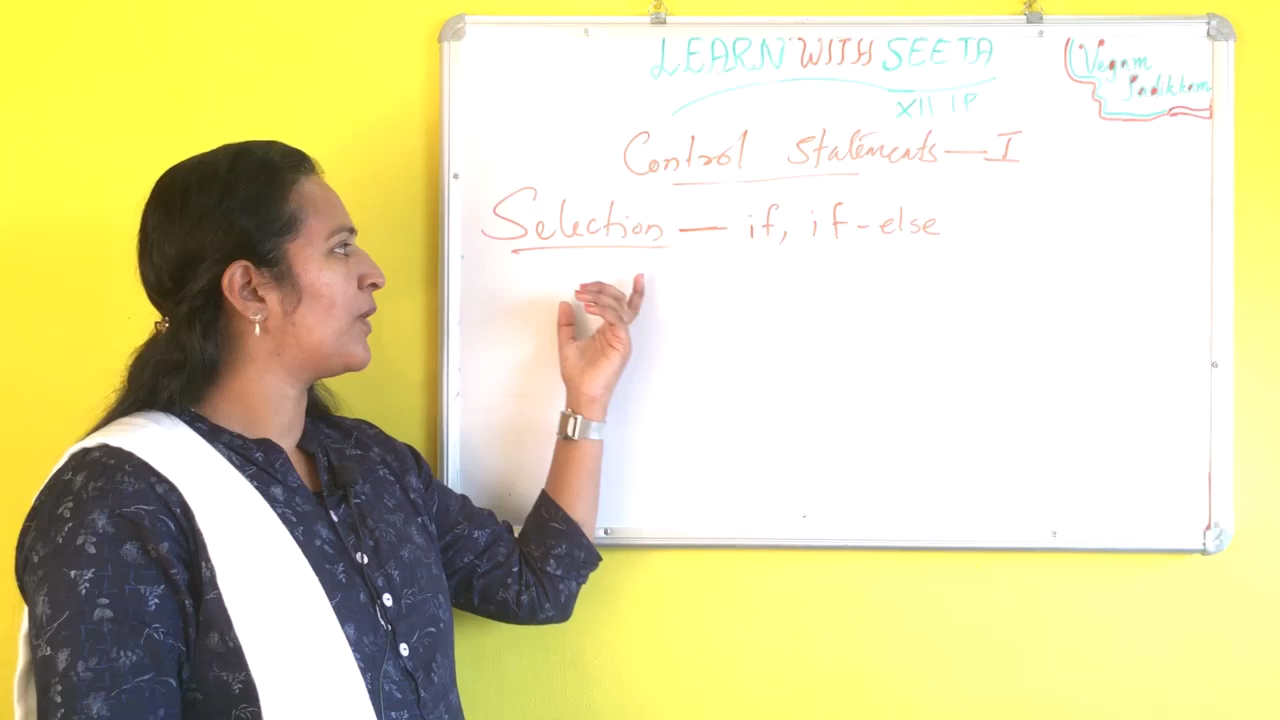 LEARN WITH SEETA
XII IP
Vegam
Padikkam
Control Statements — I
Selection — if, if-else